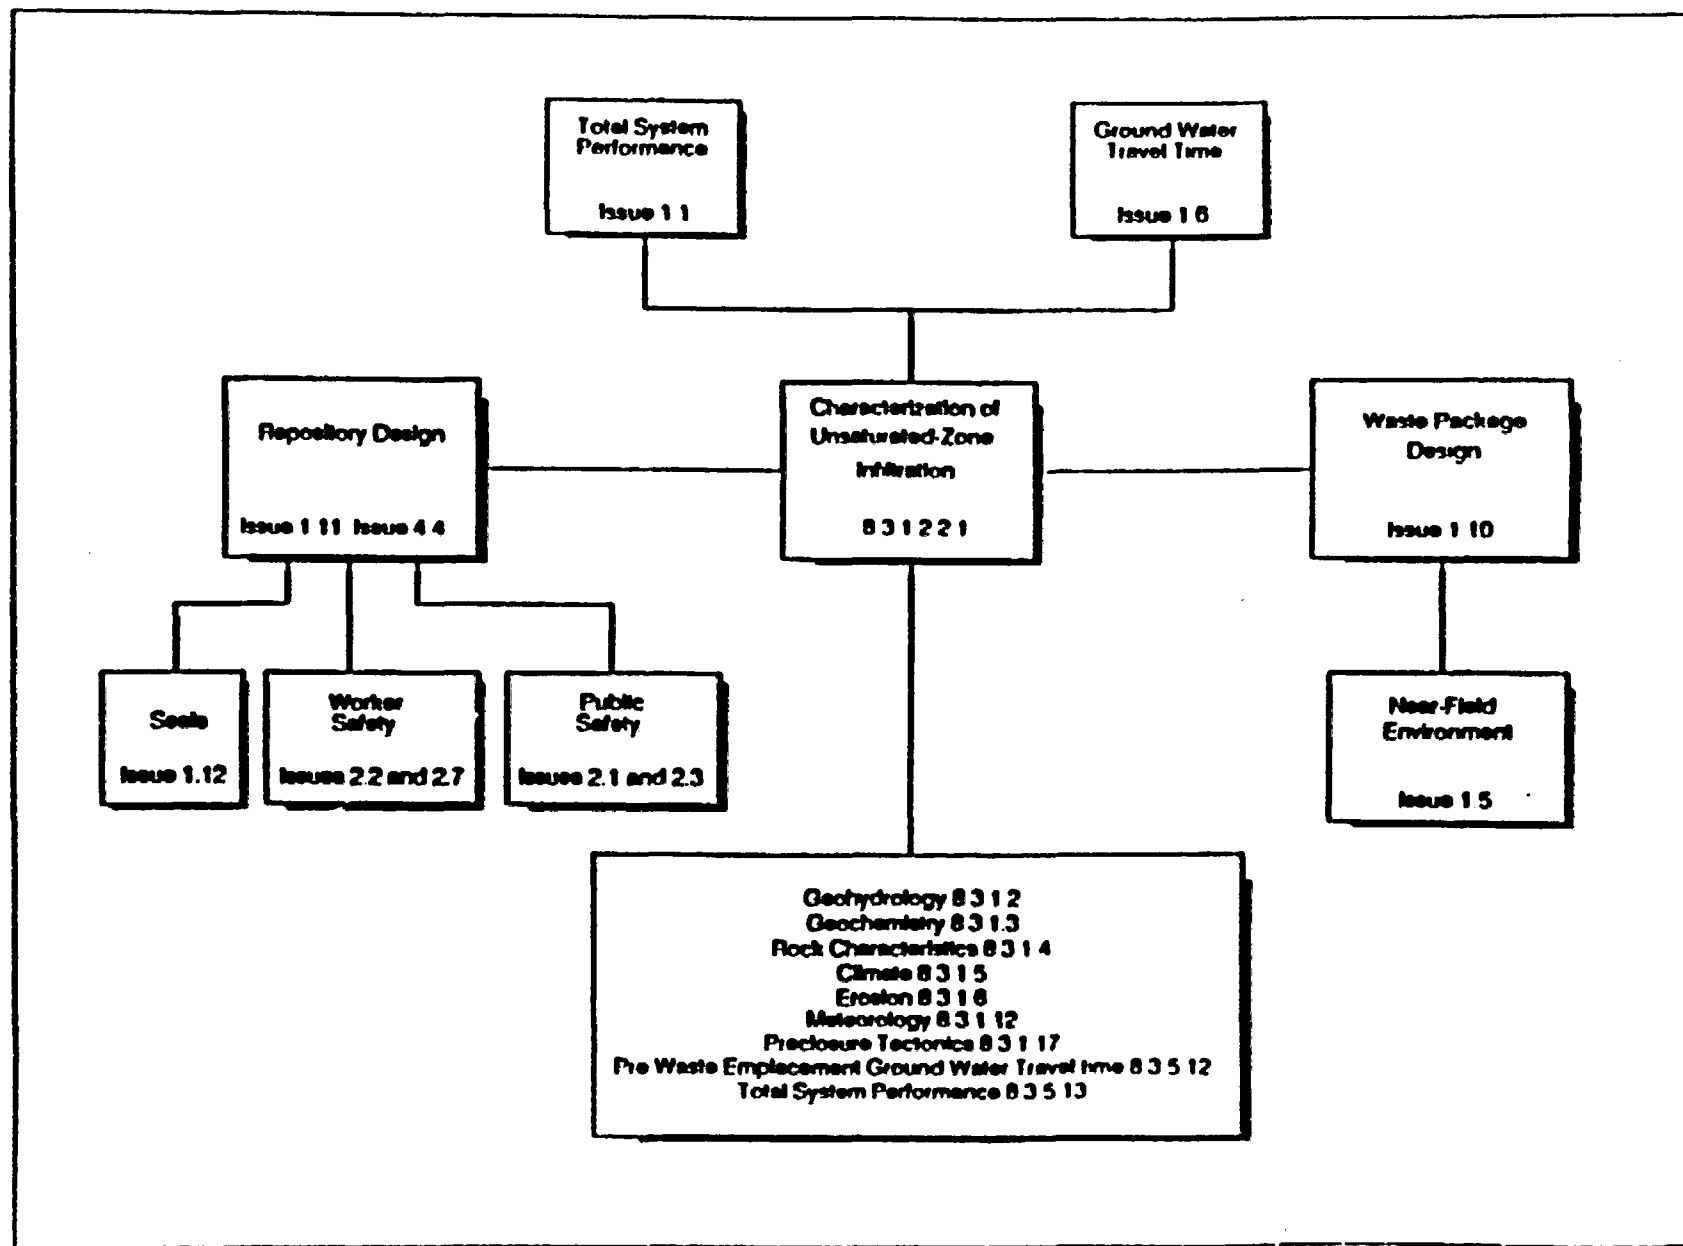 Total System
Performance
Issue 1 1
Ground Water
Travel Time
Issue 1 6
Repository Design
Issue 1 11 Issue 4 4
Characterization of
Unsaturated-Zone
Infiltration
8 3 1 2 2 1
Waste Package
Design
Issue 1 10
Seals
Issue 1.12
Worker
Safety
Issues 2.2 and 2.7
Public
Safety
Issues 2.1 and 2.3
Near-Field
Environment
Issue 1.5
Geohydrology 8 3 1 2
Geochemistry 8 3 1.3
Rock Characteristics 8 3 1 4
Climate 8 3 1 5
Erosion 8 3 1 6
Meteorology 8 3 1 12
Preclosure Tectonics 8 3 1 17
Pre Waste Emplacement Ground Water Travel time 8 3 5 12
Total System Performance 8 3 5 13